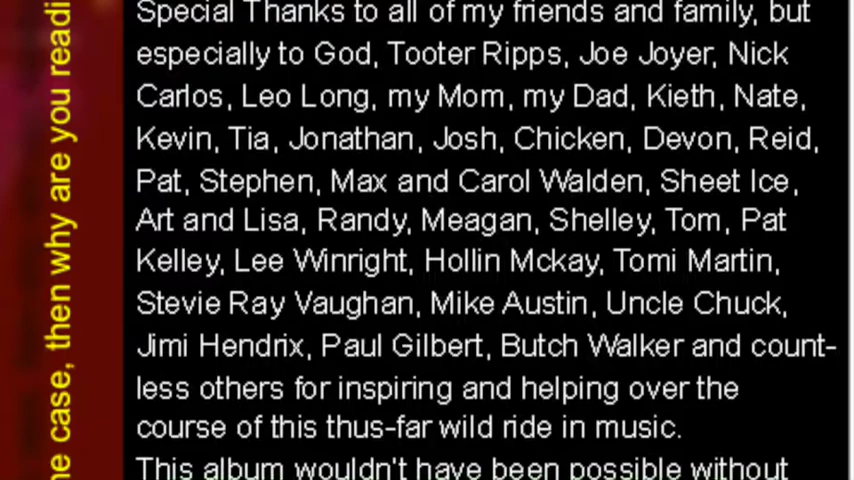 Special Thanks to all of my friends and family, but
especially to God, Tooter Ripps, Joe Joyer, Nick
Carlos, Leo Long, my Mom, my Dad, Kieth, Nate,
Kevin, Tia, Jonathan, Josh, Chicken, Devon, Reid,
Pat, Stephen, Max and Carol Walden, Sheet Ice,
Art and Lisa, Randy, Meagan, Shelley, Tom, Pat
Kelley, Lee Winright, Hollin Mckay, Tomi Martin,
Stevie Ray Vaughan, Mike Austin, Uncle Chuck,
Jimi Hendrix, Paul Gilbert, Butch Walker and count-
less others for inspiring and helping over the
course of this thus-far wild ride in music.
This album wouldn't have been possible without
case, then why are you